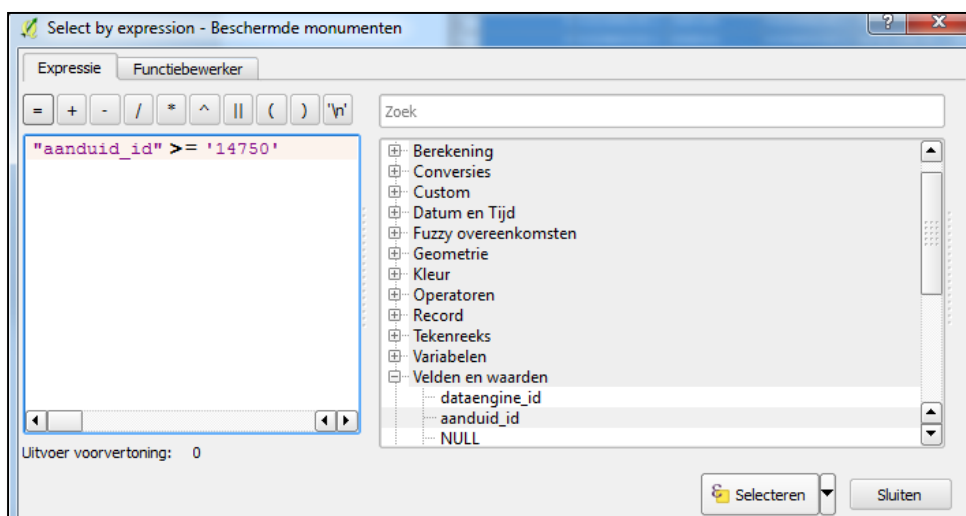 Select by expression - Beschermde monumenten
? X
Expressie Functiebewerker
= + - / * ^ || ( ) '\n'
Zoek
"aanduid_id" >= '14750'
Berekening
Conversies
Custom
Datum en Tijd
Fuzzy overeenkomsten
Geometrie
Kleur
Operatoren
Record
Tekenreeks
Variabelen
Velden en waarden
dataengine_id
aanduid_id
NULL
Uitvoer voorvertoning: 0
Selecteren
Sluiten